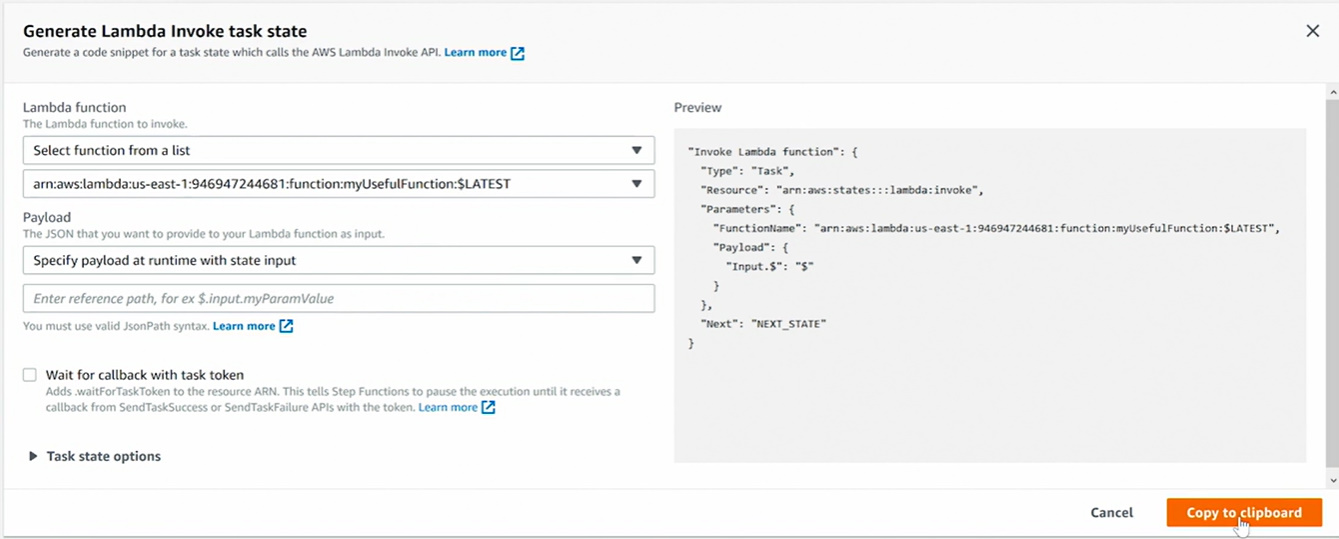 Generate Lambda Invoke task state
Generate a code snippet for a task state which calls the AWS Lambda Invoke API. Learn more
Lambda function
The Lambda function to invoke.
Select function from a list
arn:aws:lambda:us-east-1:946947244681:function:myUsefulFunction:$LATEST
Payload
The JSON that you want to provide to your Lambda function as input.
Specify payload at runtime with state input
Enter reference path, for ex $.input.myParamValue
You must use valid JsonPath syntax. Learn more
Wait for callback with task token
Adds .waitForTaskToken to the resource ARN. This tells Step Functions to pause the execution until it receives a
callback from SendTaskSuccess or SendTaskFailure APIs with the token. Learn more
Task state options
Preview
"Invoke Lambda function": {
"Type": "Task",
"Resource": "arn:aws:states:::lambda:invoke",
"Parameters": {
"FunctionName": "arn:aws:lambda:us-east-1:946947244681:function:myUsefulFunction:$LATEST",
"Payload": {
"Input.$": "$"
}
},
"Next": "NEXT_STATE"
}
Cancel
Copy to clipboard